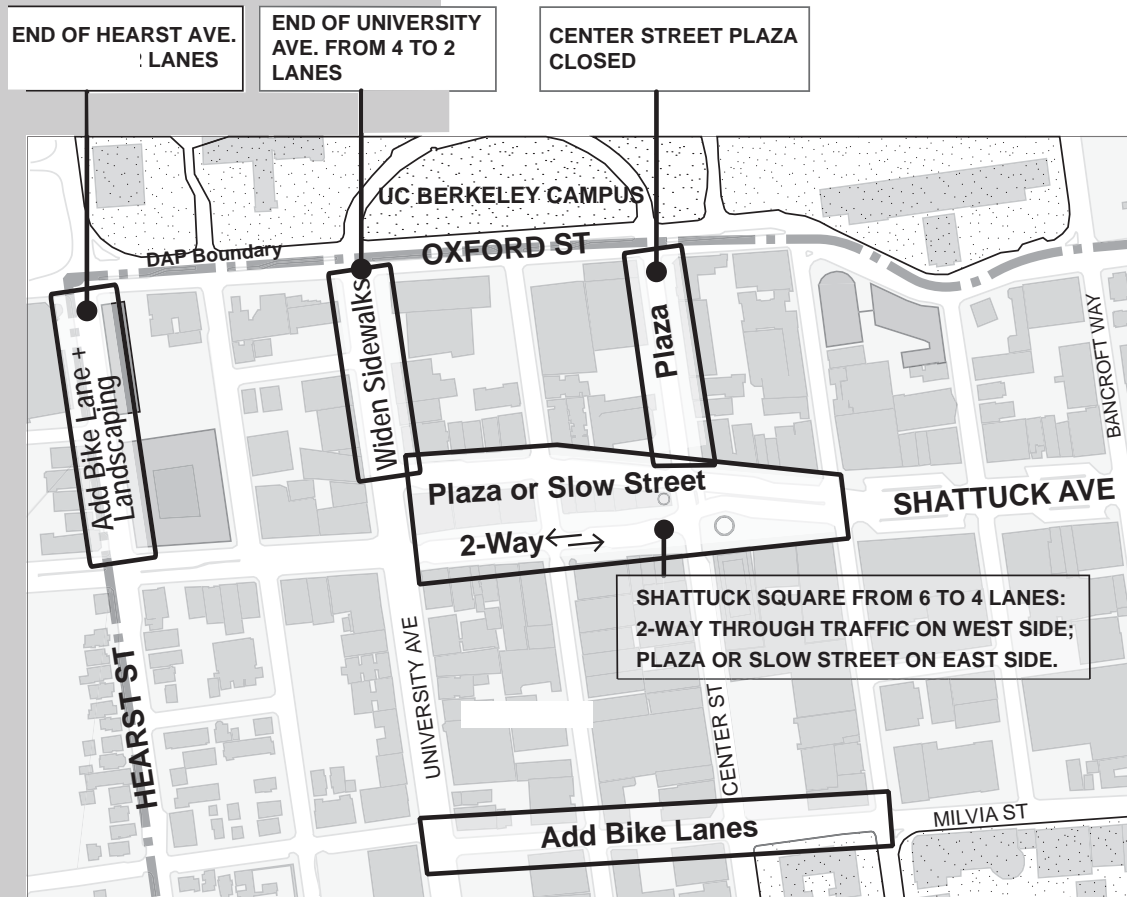 END OF HEARST AVE.
LANES
END OF UNIVERSITY
AVE. FROM 4 TO 2
LANES
CENTER STREET PLAZA
CLOSED
UC BERKELEY CAMPUS
DAP Boundary
OXFORD ST
Add Bike Lane +
Landscaping
Widen Sidewalks
Plaza
BANCROFT WAY
Plaza or Slow Street
2-Way
SHATTUCK AVE
SHATTUCK SQUARE FROM 6 TO 4 LANES:
2-WAY THROUGH TRAFFIC ON WEST SIDE;
PLAZA OR SLOW STREET ON EAST SIDE.
HEARST ST
UNIVERSITY AVE
CENTER ST
Add Bike Lanes
MILVIA ST